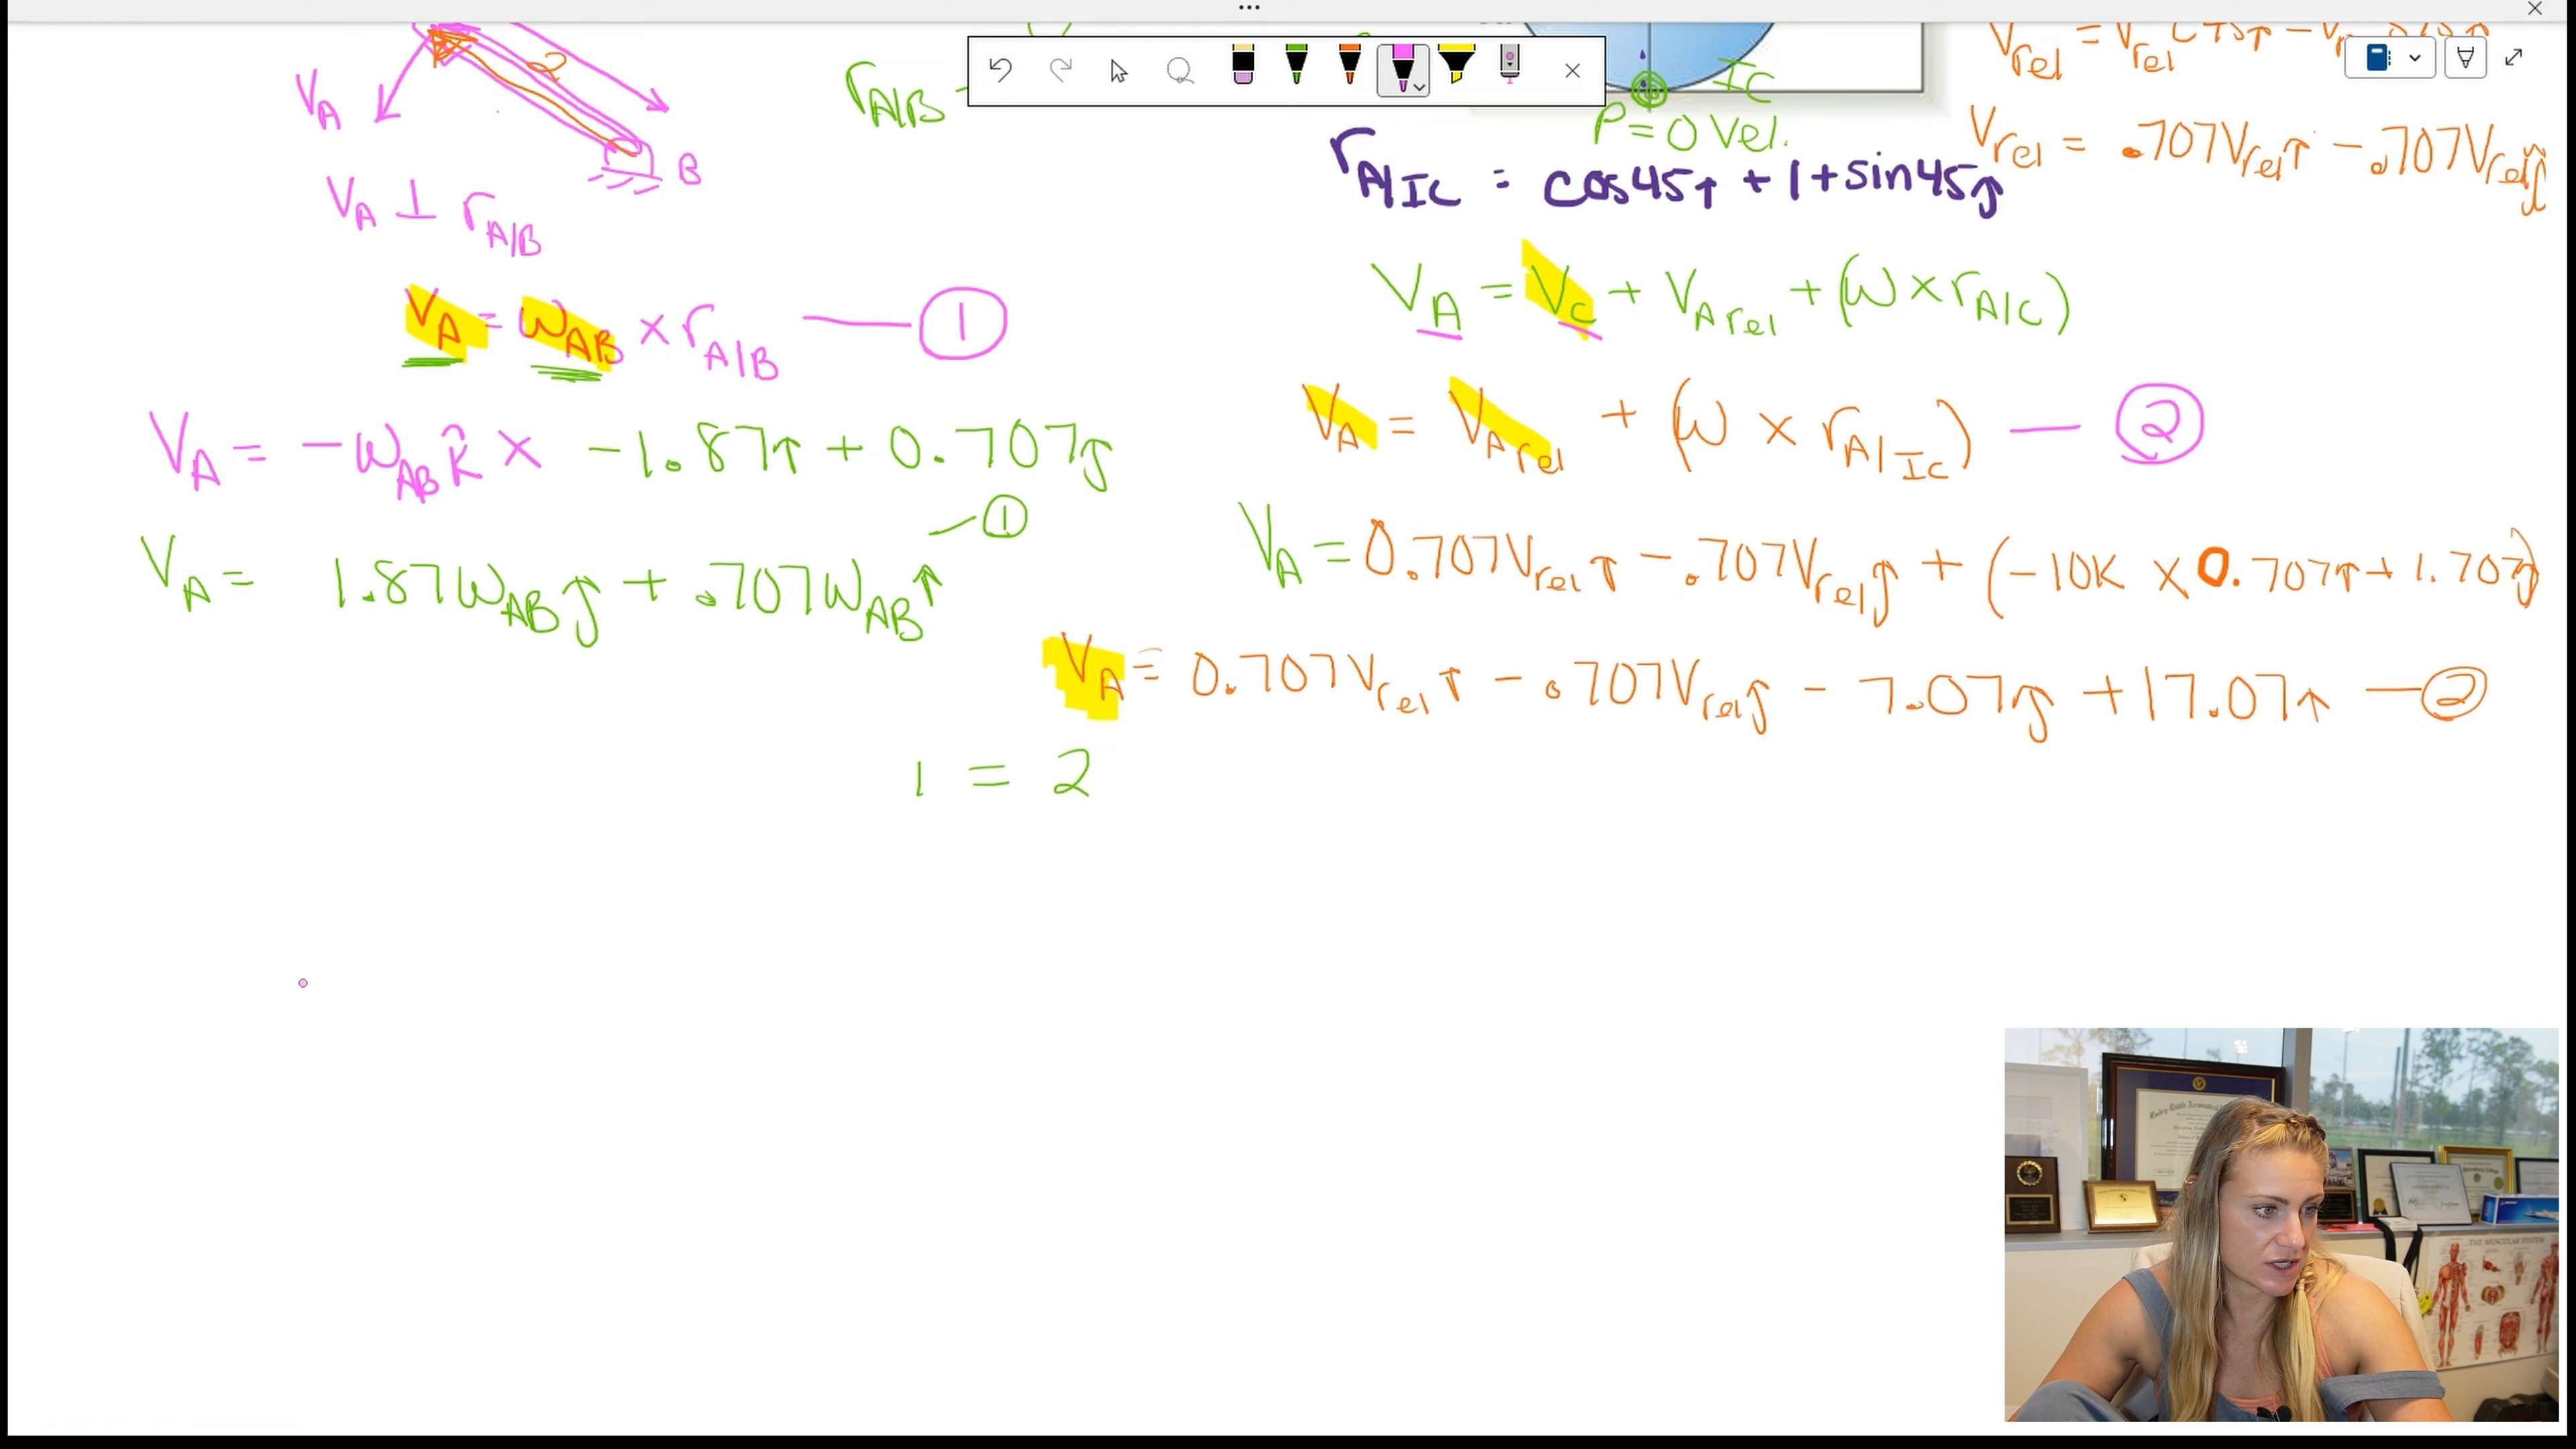 V_A
2
B
V_A ⊥ r_A/B
r_A/B -
IC
P = 0 Vel.
r_A/IC = cos45î + 1+sin45ĵ
V_rel = .707V_rel î - .707V_rel ĵ
V_A = ω_AB × r_A/B — ①
V_A = V_C + V_A rel + (ω × r_A/C)
V_A = V_A rel + (ω × r_A/IC) — ②
V_A = -ω_AB k̂ × -1.87î + 0.707ĵ
V_A = 1.87ω_AB ĵ + .707ω_AB î — ①
V_A = 0.707V_rel î - .707V_rel ĵ + (-10K × 0.707î + 1.707ĵ)
V_A = 0.707V_rel î - .707V_rel ĵ - 7.07ĵ + 17.07î — ②
1 = 2
THE MUSCULAR SYSTEM